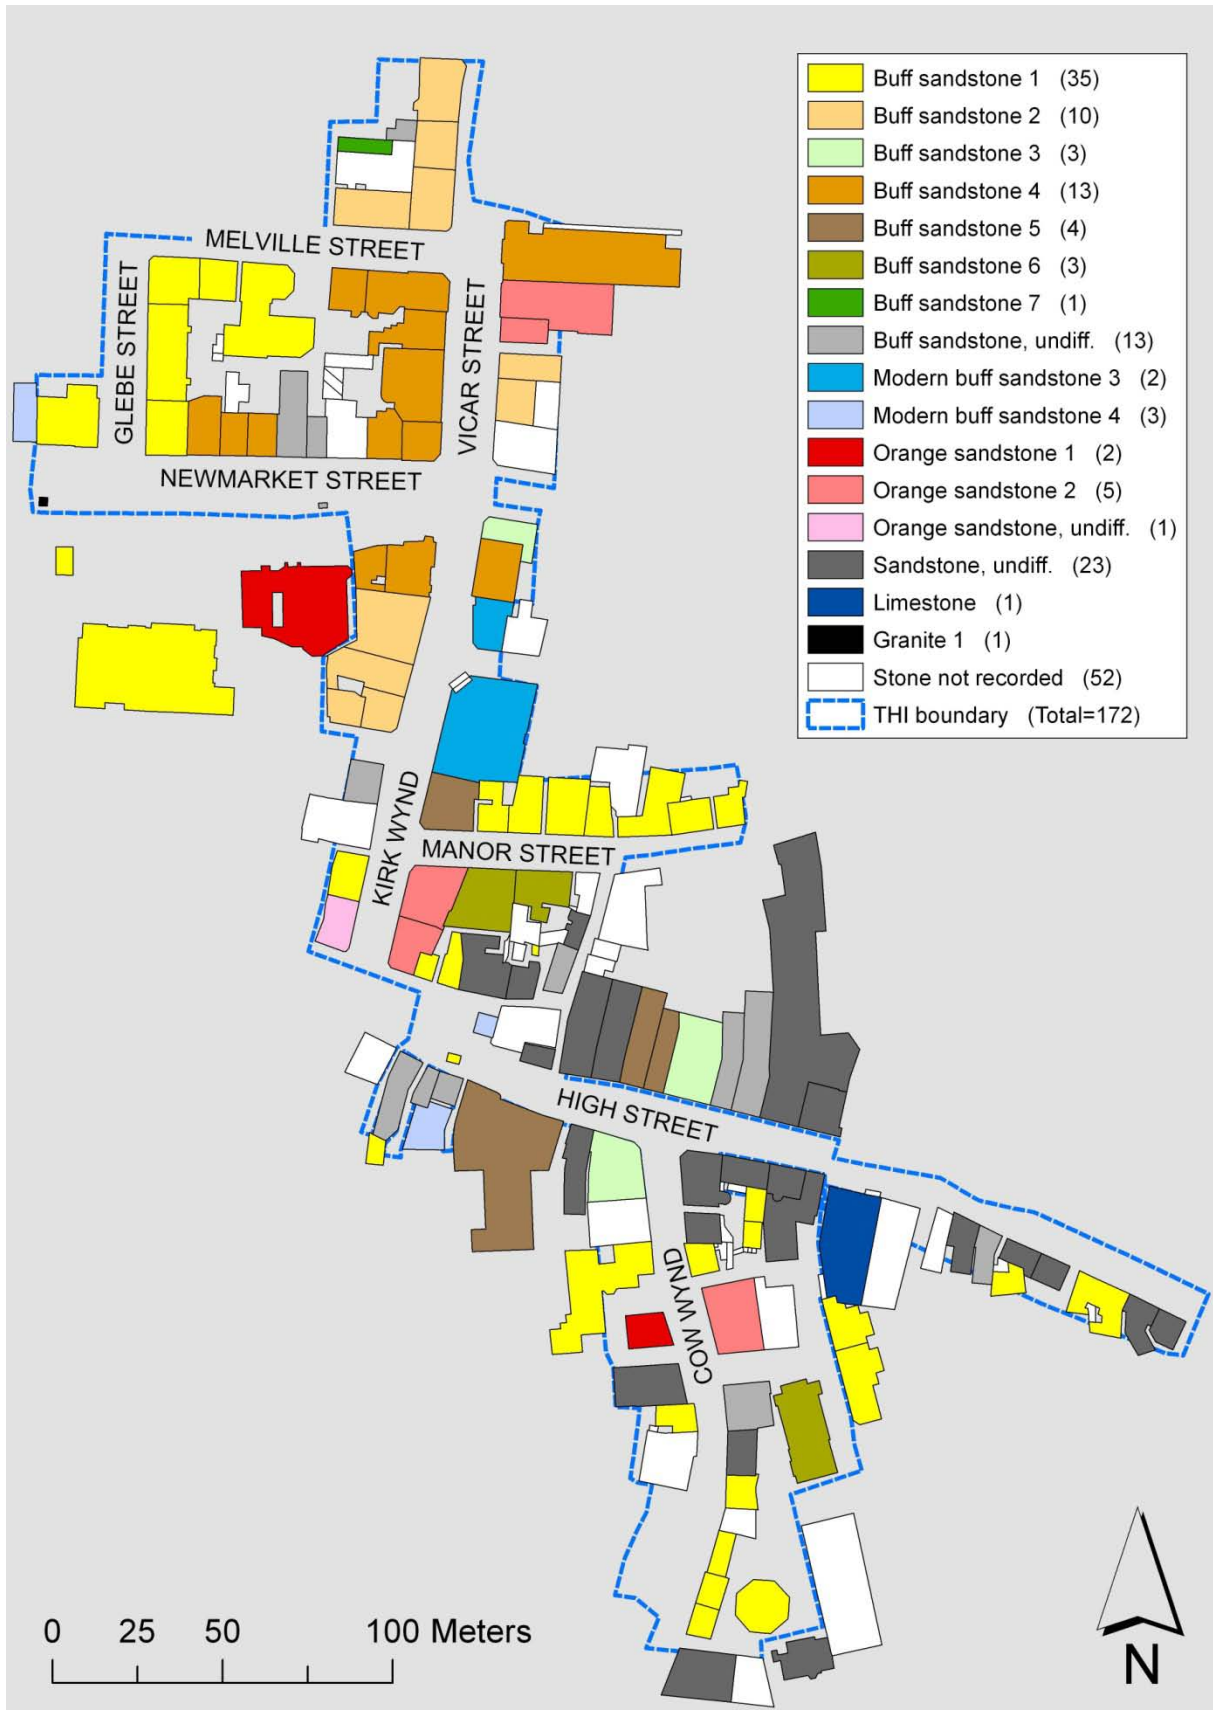 Buff sandstone 1 (35)
Buff sandstone 2 (10)
Buff sandstone 3 (3)
Buff sandstone 4 (13)
Buff sandstone 5 (4)
Buff sandstone 6 (3)
Buff sandstone 7 (1)
Buff sandstone, undiff. (13)
Modern buff sandstone 3 (2)
Modern buff sandstone 4 (3)
Orange sandstone 1 (2)
Orange sandstone 2 (5)
Orange sandstone, undiff. (1)
Sandstone, undiff. (23)
Limestone (1)
Granite 1 (1)
Stone not recorded (52)
THI boundary (Total=172)
MELVILLE STREET
GLEBE STREET
VICAR STREET
NEWMARKET STREET
KIRK WYND
MANOR STREET
HIGH STREET
COW WYND
0 25 50 100 Meters
N